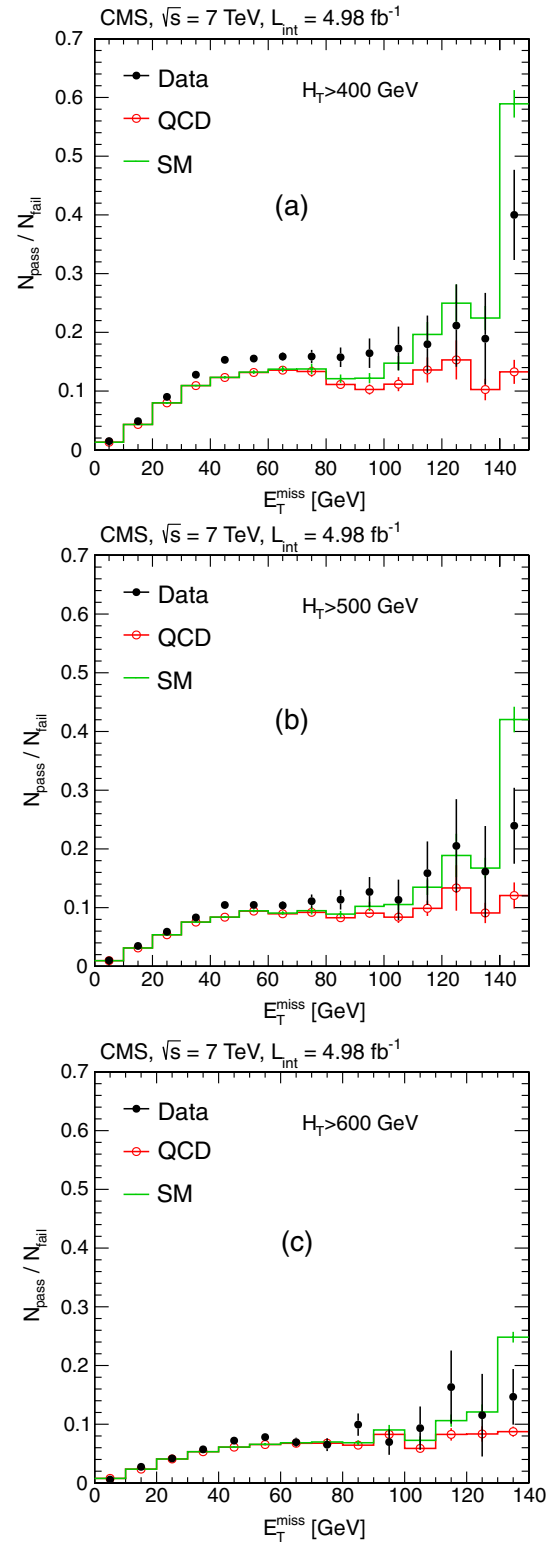 CMS, √s = 7 TeV, L_int = 4.98 fb⁻¹
0.7
Data
H_T>400 GeV
0.6
QCD
0.5
SM
(a)
0.4
0.3
0.2
0.1
0
N_pass / N_fail
0 20 40 60 80 100 120 140
E_T^miss [GeV]
CMS, √s = 7 TeV, L_int = 4.98 fb⁻¹
0.7
Data
H_T>500 GeV
0.6
QCD
0.5
SM
(b)
0.4
0.3
0.2
0.1
0
N_pass / N_fail
0 20 40 60 80 100 120 140
E_T^miss [GeV]
CMS, √s = 7 TeV, L_int = 4.98 fb⁻¹
0.7
Data
H_T>600 GeV
0.6
QCD
0.5
SM
(c)
0.4
0.3
0.2
0.1
0
N_pass / N_fail
0 20 40 60 80 100 120 140
E_T^miss [GeV]